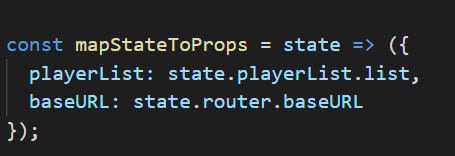 const mapStateToProps = state => ({
  playerList: state.playerList.list,
  baseURL: state.router.baseURL
});